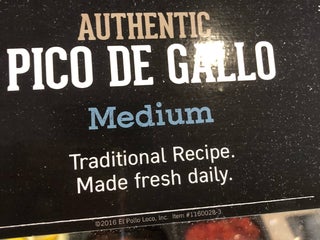 AUTHENTIC
PICO DE GALLO
Medium
Traditional Recipe.
Made fresh daily.
©2016 El Pollo Loco, Inc. Item #1160028-3